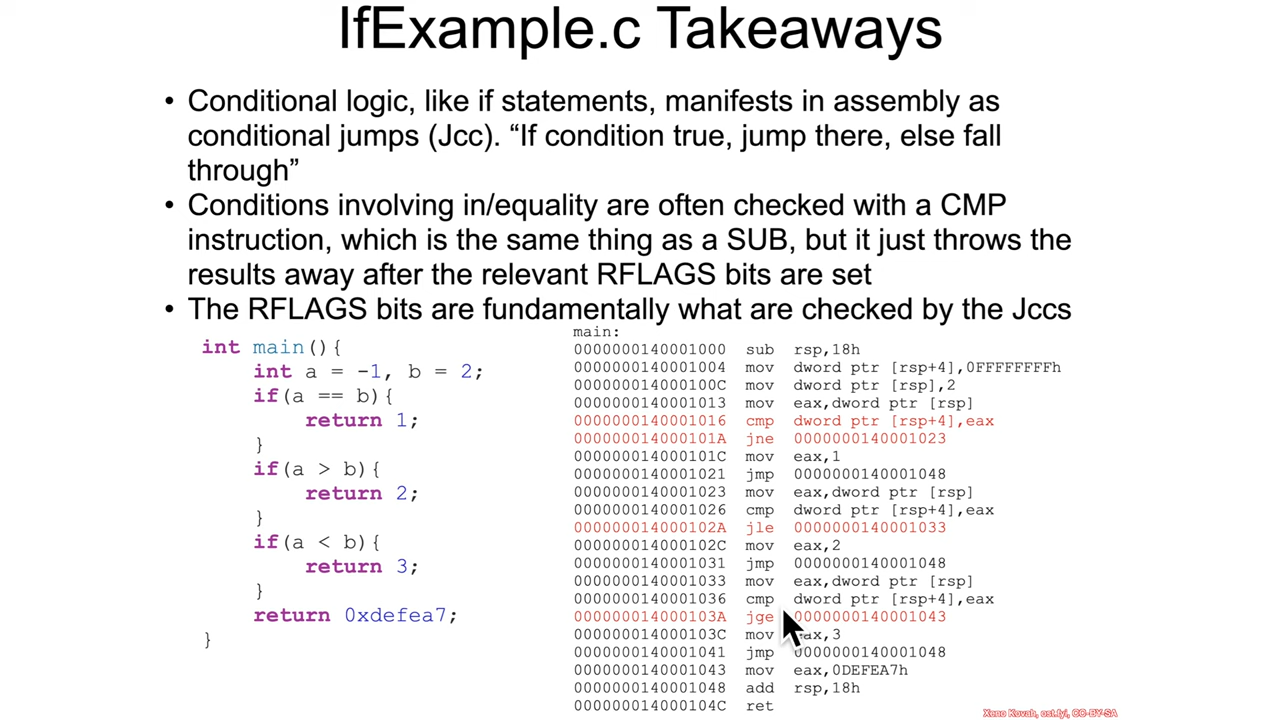 IfExample.c Takeaways
• Conditional logic, like if statements, manifests in assembly as
conditional jumps (Jcc). “If condition true, jump there, else fall
through”
• Conditions involving in/equality are often checked with a CMP
instruction, which is the same thing as a SUB, but it just throws the
results away after the relevant RFLAGS bits are set
• The RFLAGS bits are fundamentally what are checked by the Jccs
int main(){
int a = -1, b = 2;
if(a == b){
return 1;
}
if(a > b){
return 2;
}
if(a < b){
return 3;
}
return 0xdefea7;
}
main:
0000000140001000 sub rsp,18h
0000000140001004 mov dword ptr [rsp+4],0FFFFFFFFh
000000014000100C mov dword ptr [rsp],2
0000000140001013 mov eax,dword ptr [rsp]
0000000140001016 cmp dword ptr [rsp+4],eax
000000014000101A jne 0000000140001023
000000014000101C mov eax,1
0000000140001021 jmp 0000000140001048
0000000140001023 mov eax,dword ptr [rsp]
0000000140001026 cmp dword ptr [rsp+4],eax
000000014000102A jle 0000000140001033
000000014000102C mov eax,2
0000000140001031 jmp 0000000140001048
0000000140001033 mov eax,dword ptr [rsp]
0000000140001036 cmp dword ptr [rsp+4],eax
000000014000103A jge 0000000140001043
000000014000103C mov eax,3
0000000140001041 jmp 0000000140001048
0000000140001043 mov eax,0DEFEA7h
0000000140001048 add rsp,18h
000000014000104C ret
Xeno Kovah, ost.fyi, CC-BY-SA